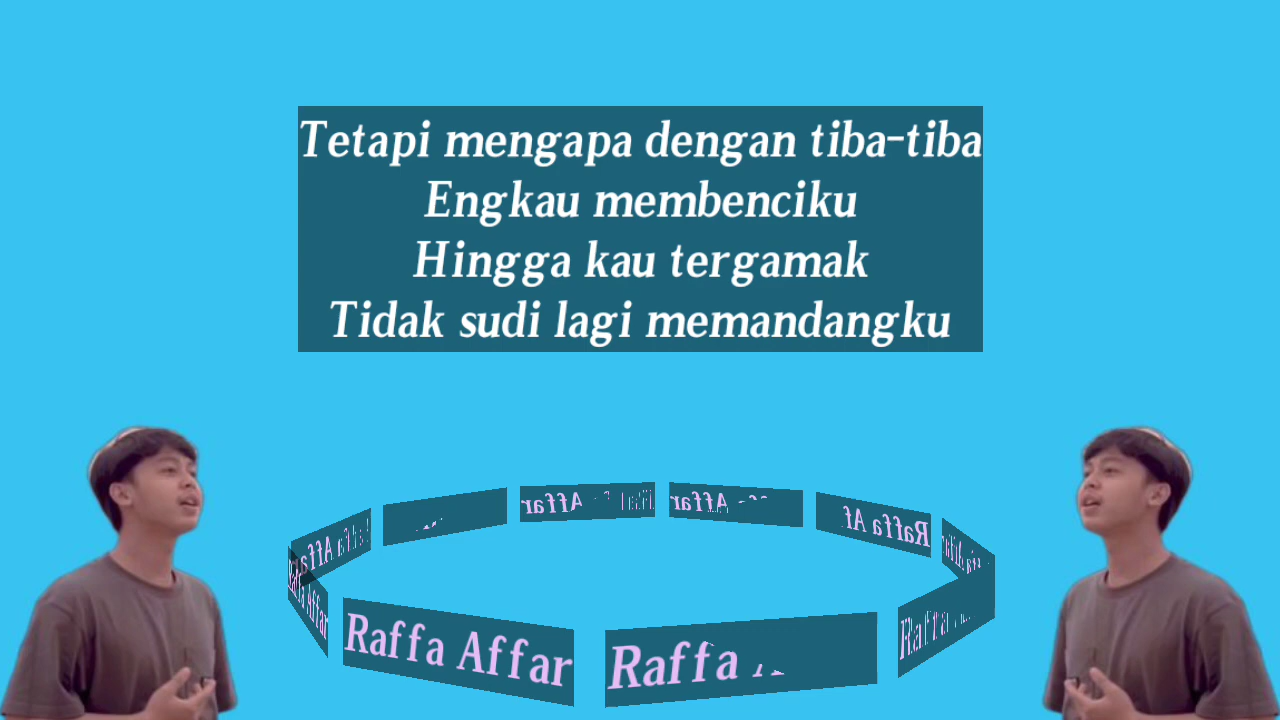 Tetapi mengapa dengan tiba-tiba
Engkau membenciku
Hingga kau tergamak
Tidak sudi lagi memandangku
Raffa Affar
Raffa